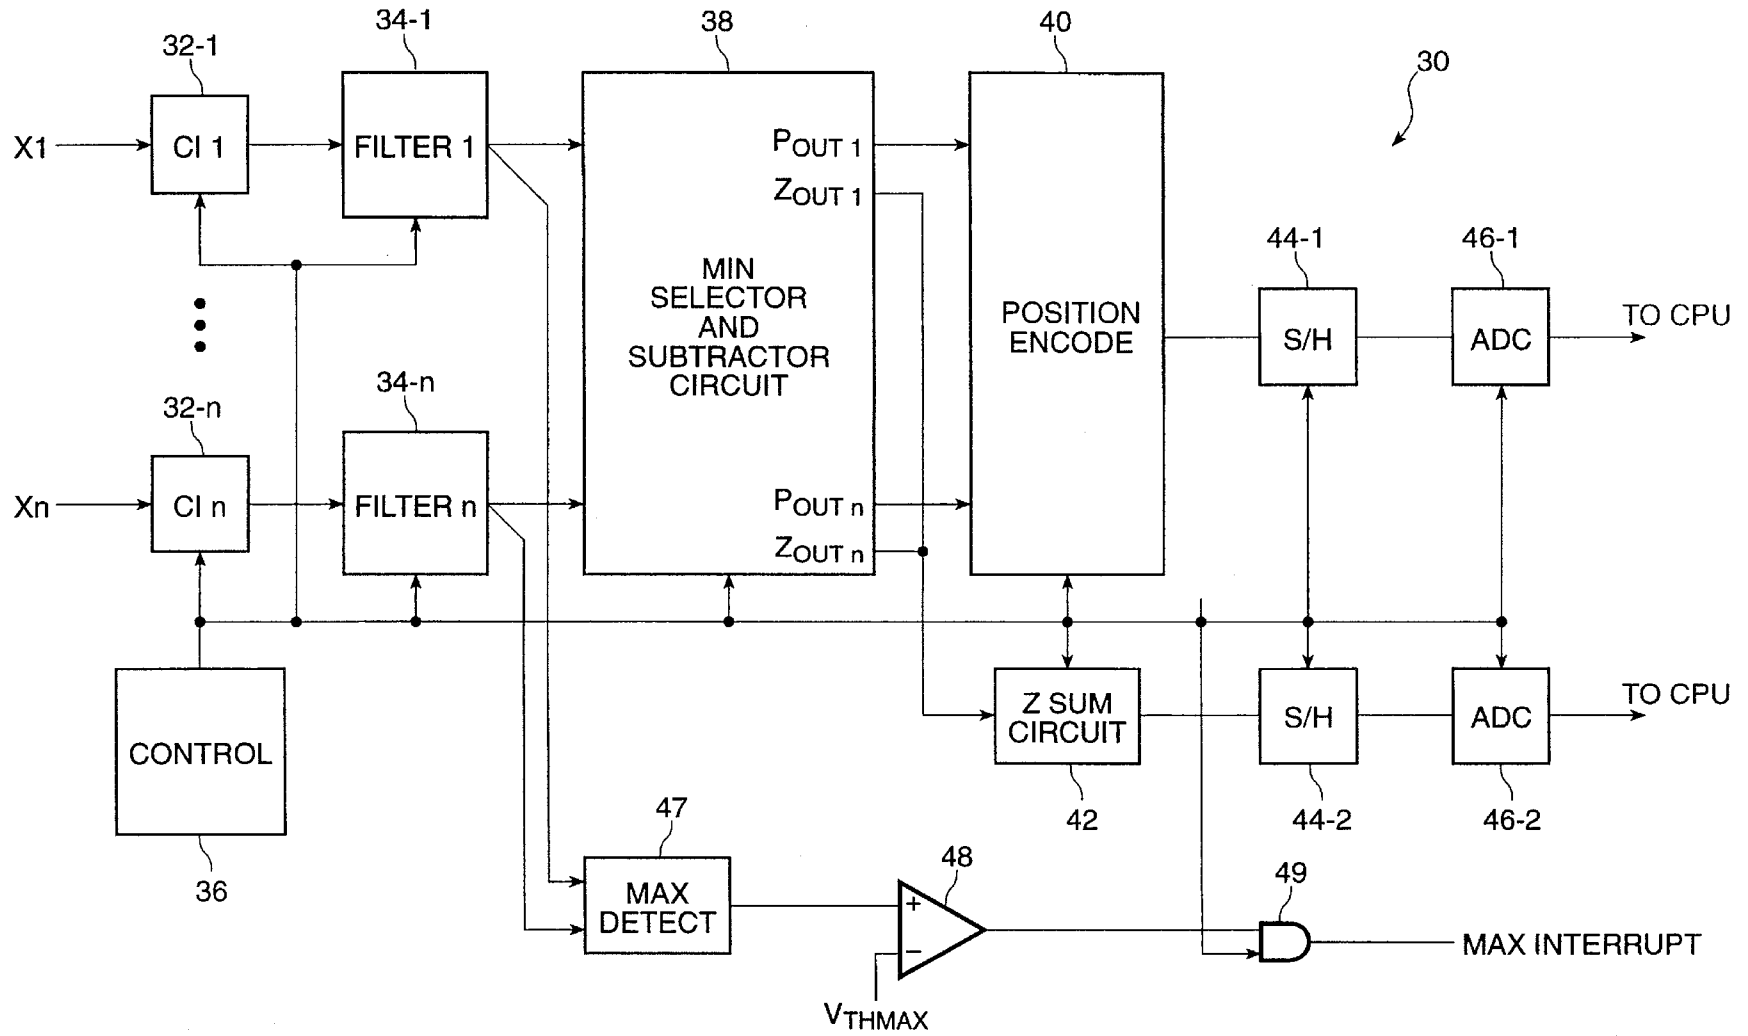 34-1
38
40
32-1
30
X1
CI 1
FILTER 1
POUT 1
ZOUT 1
44-1
46-1
MIN
SELECTOR
AND
SUBTRACTOR
CIRCUIT
POSITION
ENCODE
S/H
ADC
TO CPU
34-n
32-n
Xn
CI n
FILTER n
POUT n
ZOUT n
CONTROL
36
Z SUM
CIRCUIT
42
S/H
44-2
ADC
46-2
TO CPU
47
MAX
DETECT
48
+
−
VTHMAX
49
MAX INTERRUPT